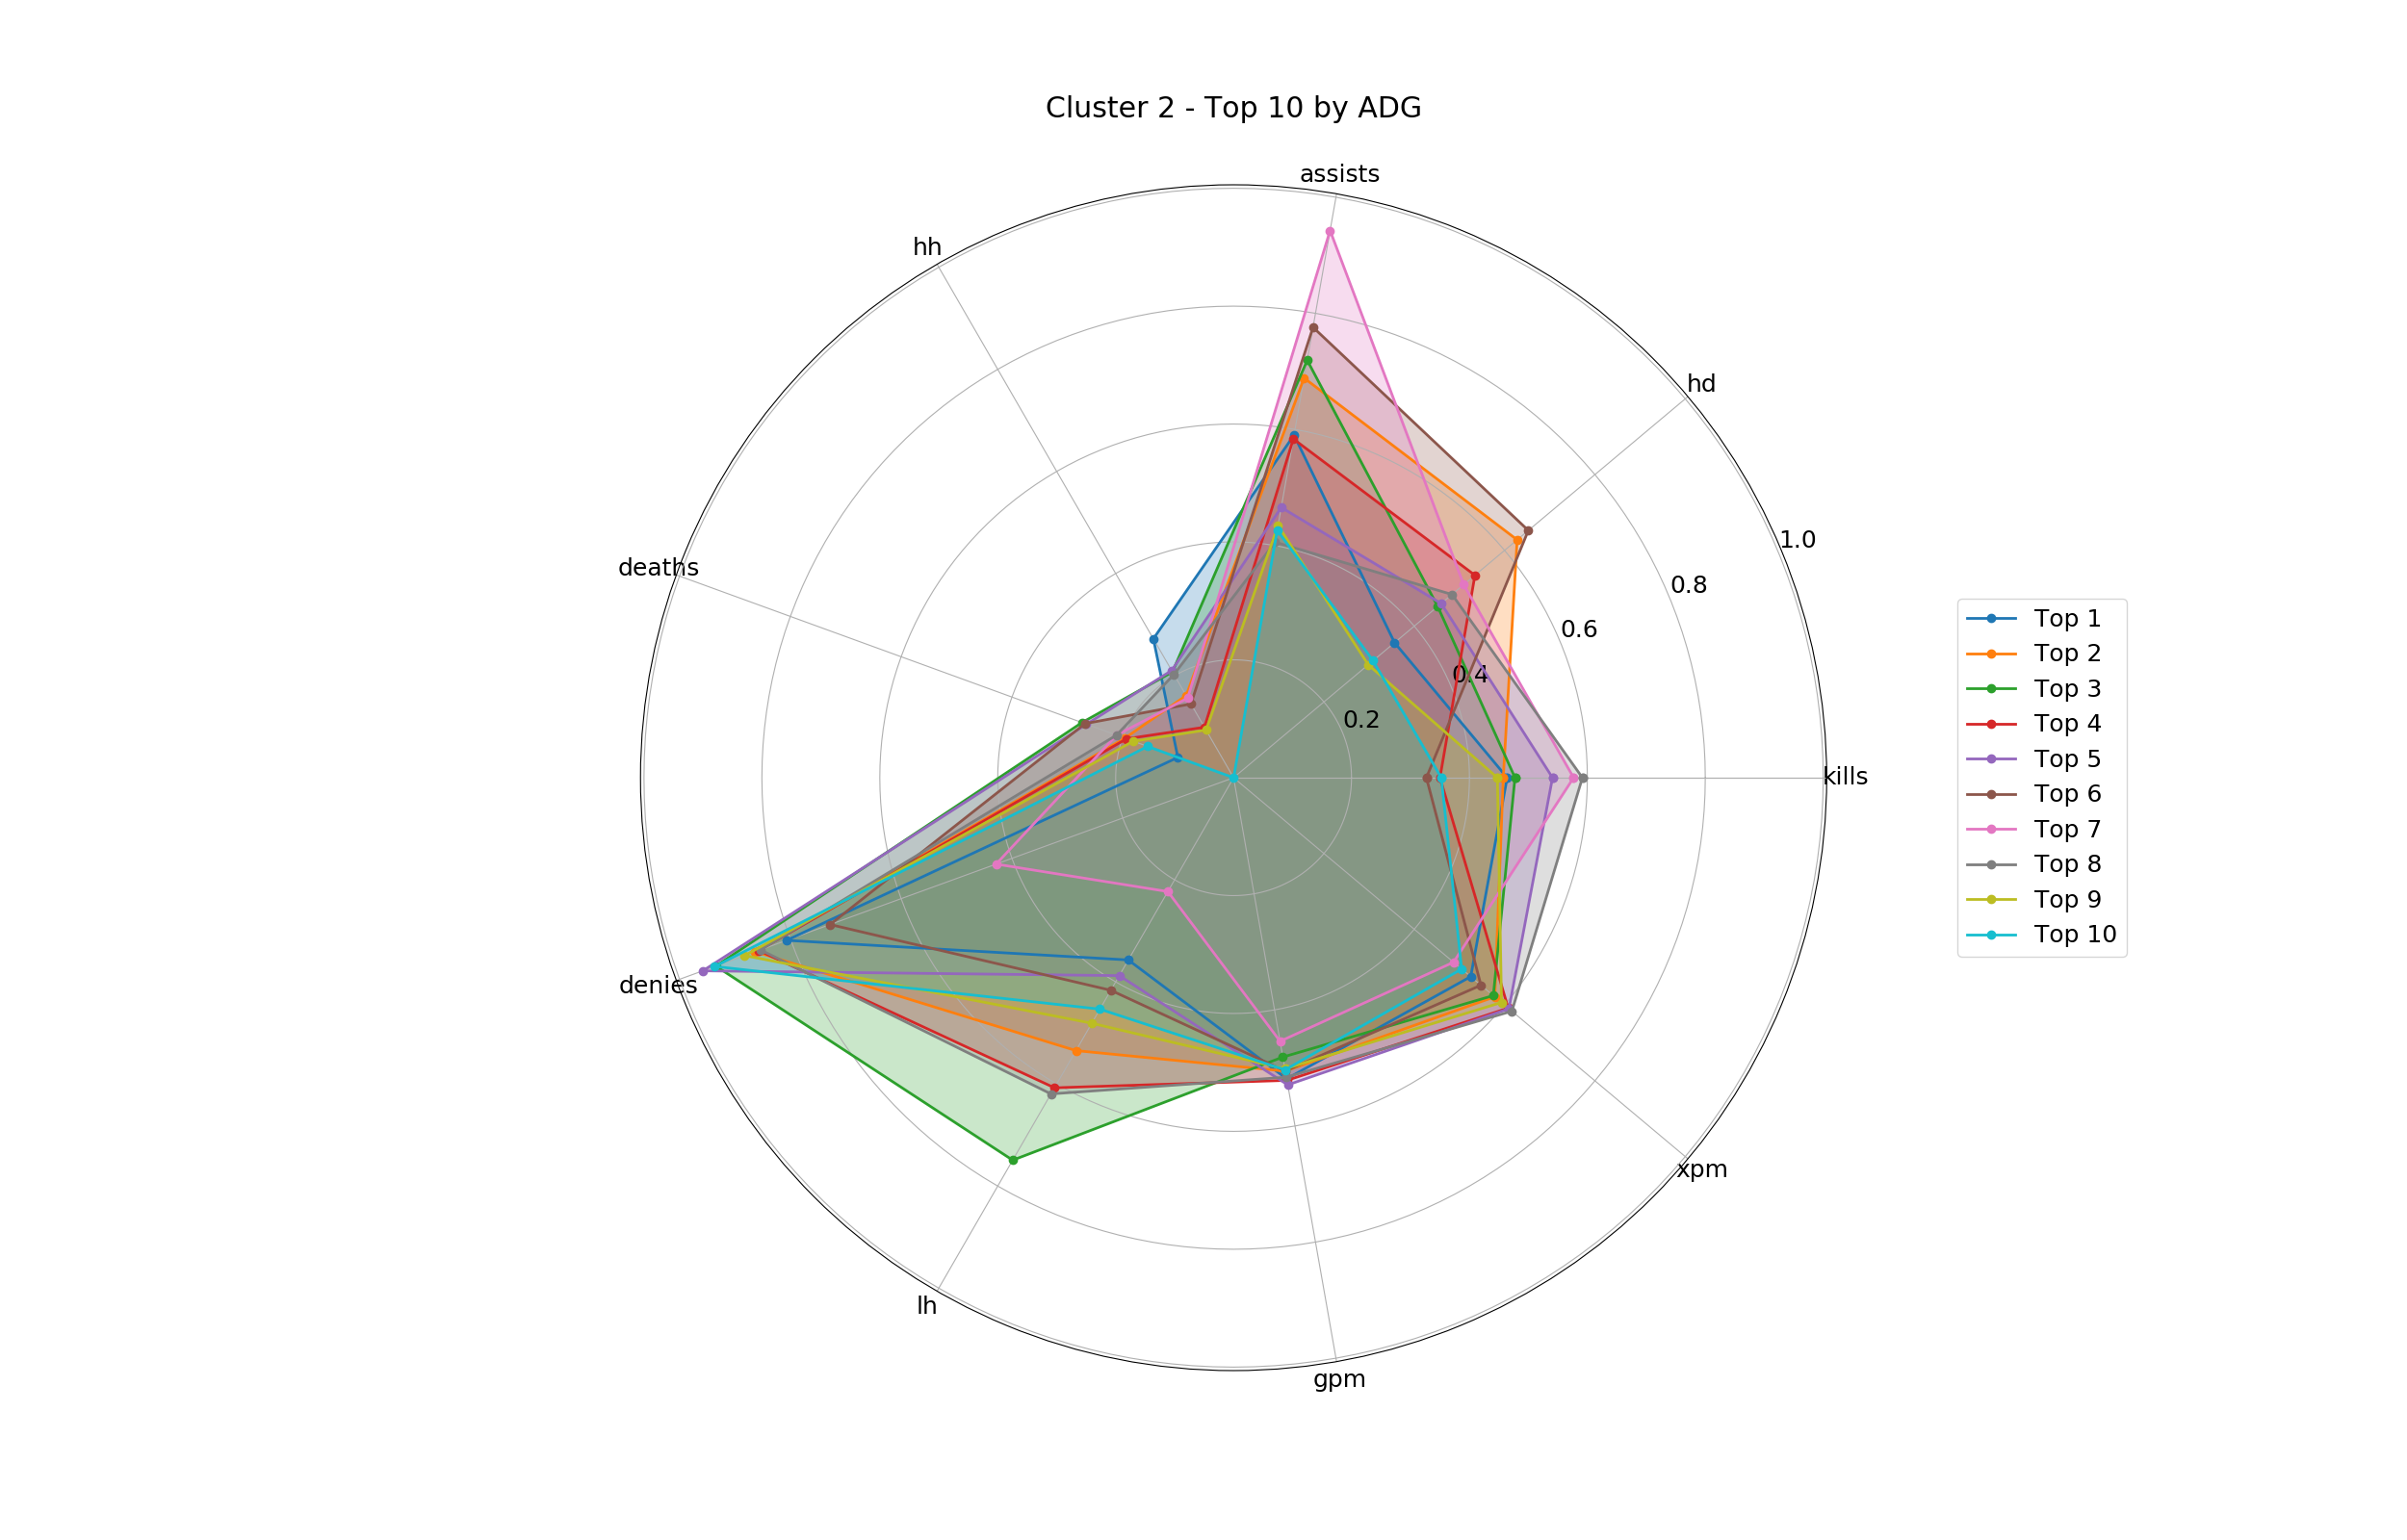 Cluster 2 - Top 10 by ADG
assists
hh
hd
deaths
1.0
0.8
0.6
0.4
0.2
kills
denies
xpm
lh
gpm
Top 1
Top 2
Top 3
Top 4
Top 5
Top 6
Top 7
Top 8
Top 9
Top 10